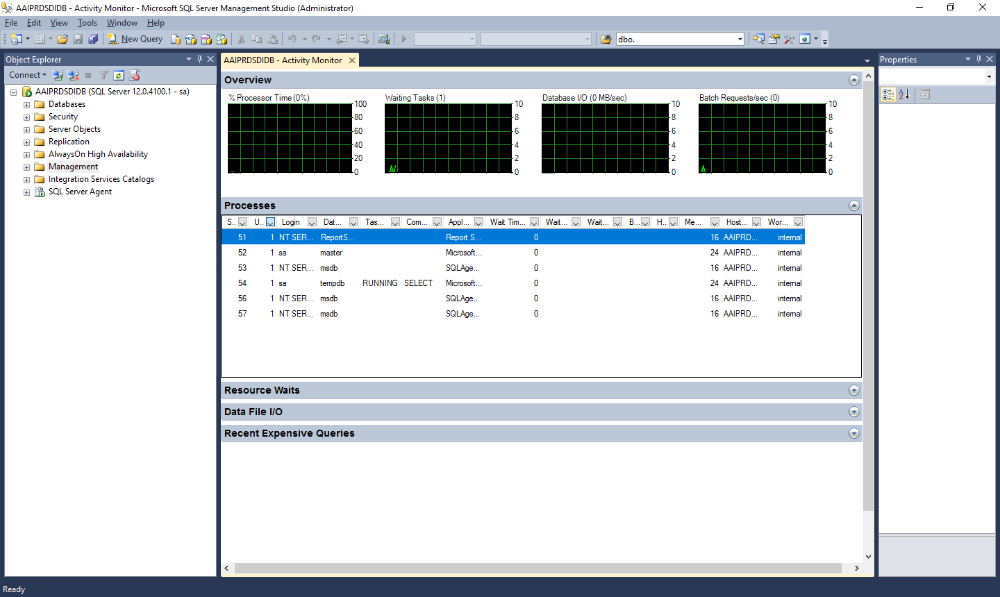 AAIPRDSDIDB - Activity Monitor - Microsoft SQL Server Management Studio (Administrator)
File Edit View Tools Window Help
New Query
dbo.
Object Explorer
Connect
AAIPRDSDIDB (SQL Server 12.0.4100.1 - sa)
Databases
Security
Server Objects
Replication
AlwaysOn High Availability
Management
Integration Services Catalogs
SQL Server Agent
AAIPRDSDIDB - Activity Monitor
Overview
% Processor Time (0%)
100
80
60
40
20
0
Waiting Tasks (1)
10
8
6
4
2
0
Database I/O (0 MB/sec)
10
8
6
4
2
0
Batch Requests/sec (0)
10
8
6
4
2
0
Processes
S.. U.. Login Dat... Tas... Com... Appl... Wait Tim... Wait... Wait... B... H.. Me... Host... Wor...
51 1 NT SER... ReportS... Report S... 0 16 AAIPRD... internal
52 1 sa master Microsoft... 0 24 AAIPRD... internal
53 1 NT SER... msdb SQLAge... 0 16 AAIPRD... internal
54 1 sa tempdb RUNNING SELECT Microsoft... 0 24 AAIPRD... internal
56 1 NT SER... msdb SQLAge... 0 16 AAIPRD... internal
57 1 NT SER... msdb SQLAge... 0 16 AAIPRD... internal
Resource Waits
Data File I/O
Recent Expensive Queries
Properties
Ready